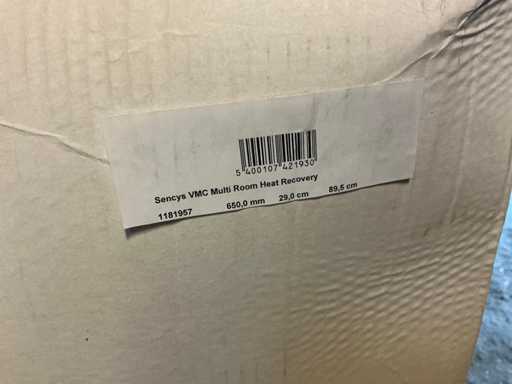 5 400107 421930
Sencys VMC Multi Room Heat Recovery
1181957 650,0 mm 29,0 cm 89,5 cm